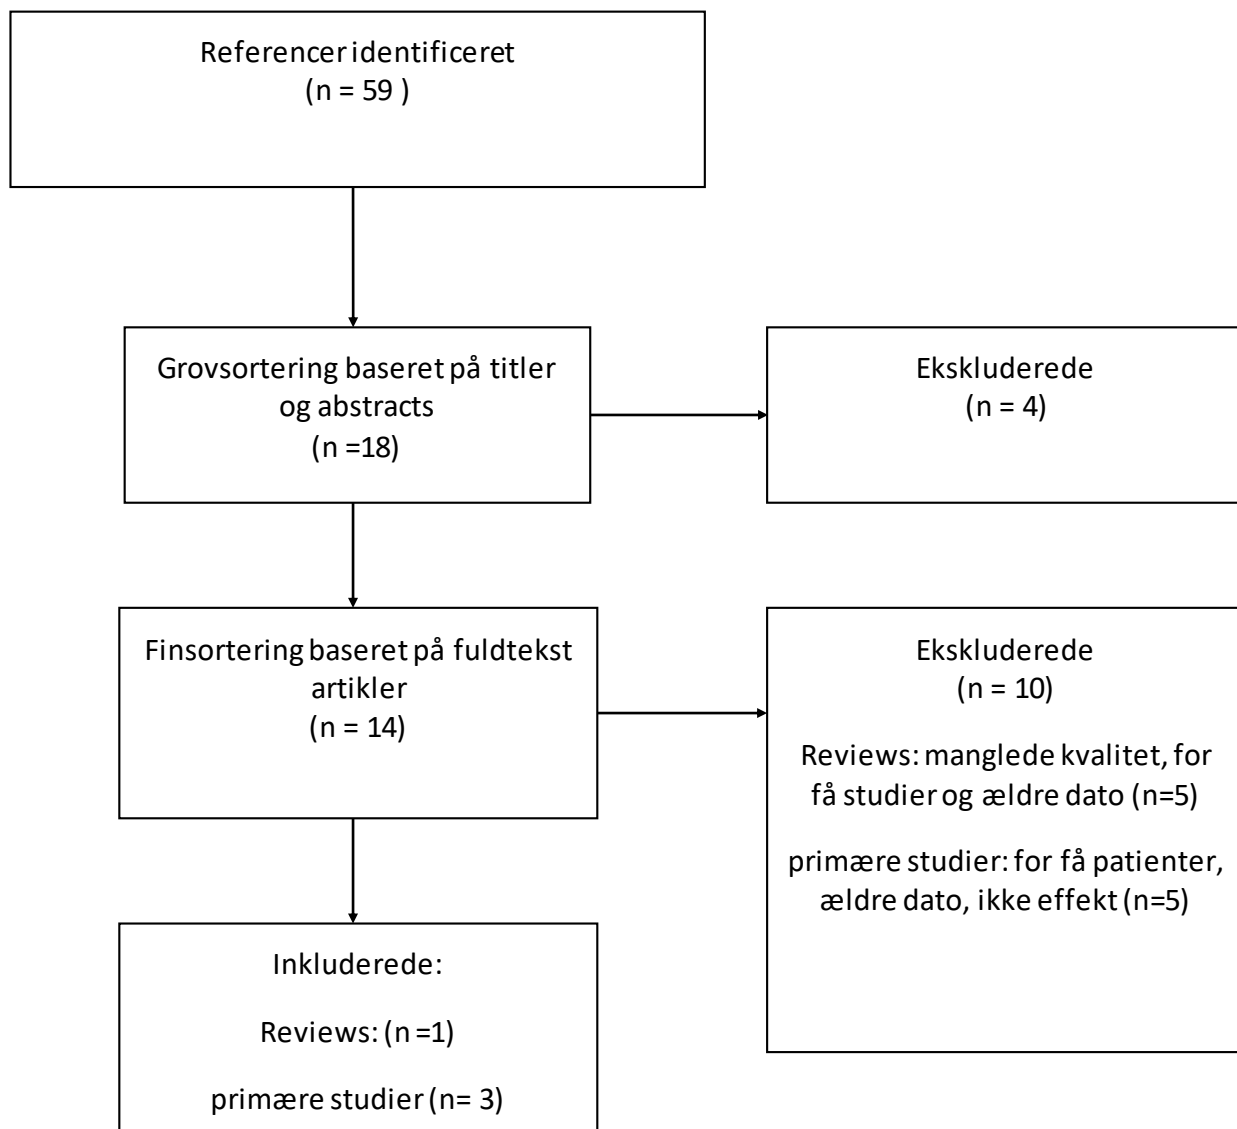 Referencer identificeret
(n = 59 )
Grovsortering baseret på titler
og abstracts
(n =18)
Ekskluderede
(n = 4)
Finsortering baseret på fuldtekst
artikler
(n = 14)
Ekskluderede
(n = 10)
Reviews: manglede kvalitet, for
få studier og ældre dato (n=5)
primære studier: for få patienter,
ældre dato, ikke effekt (n=5)
Inkluderede:
Reviews: (n =1)
primære studier (n= 3)